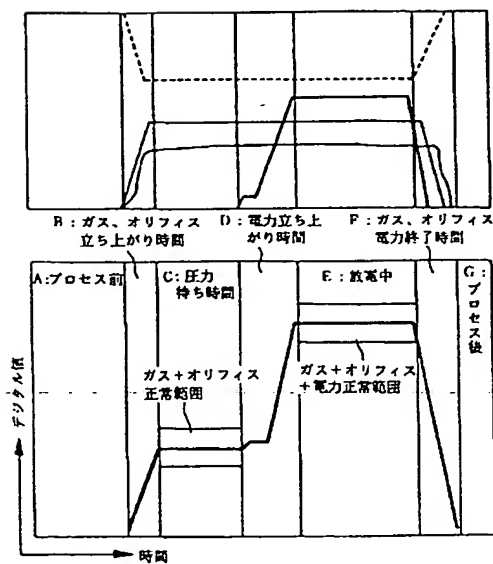 B：ガス、オリフィス
立ち上がり時間
D：電力立ち上
がり時間
F：ガス、オリフィス
電力終了時間
A:プロセス前
C：圧力
待ち時間
E：放電中
G：プロセス後
ガス+オリフィス
正常範囲
ガス+オリフィス
+電力正常範囲
デジタル値
時間